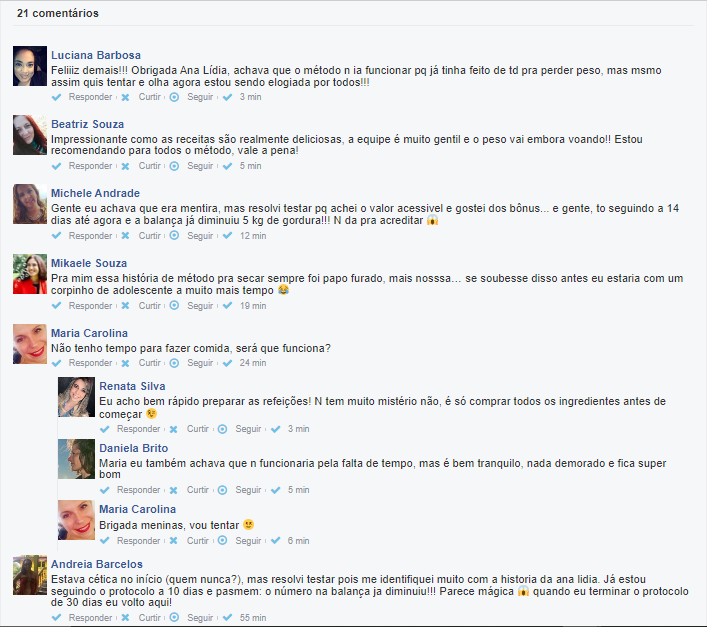 21 comentários
Luciana Barbosa
Feliiiz demais!!! Obrigada Ana Lídia, achava que o método n ia funcionar pq já tinha feito de td pra perder peso, mas msmo
assim quis tentar e olha agora estou sendo elogiada por todos!!!
Responder Curtir Seguir 3 min
Beatriz Souza
Impressionante como as receitas são realmente deliciosas, a equipe é muito gentil e o peso vai embora voando!! Estou
recomendando para todos o método, vale a pena!
Responder Curtir Seguir 5 min
Michele Andrade
Gente eu achava que era mentira, mas resolvi testar pq achei o valor acessivel e gostei dos bônus... e gente, to seguindo a 14
dias até agora e a balança já diminuiu 5 kg de gordura!!! N da pra acreditar 😱
Responder Curtir Seguir 12 min
Mikaele Souza
Pra mim essa história de método pra secar sempre foi papo furado, mais nosssa... se soubesse disso antes eu estaria com um
corpinho de adolescente a muito mais tempo 😂
Responder Curtir Seguir 19 min
Maria Carolina
Não tenho tempo para fazer comida, será que funciona?
Responder Curtir Seguir 24 min
Renata Silva
Eu acho bem rápido preparar as refeições! N tem muito mistério não, é só comprar todos os ingredientes antes de
começar 😉
Responder Curtir Seguir 3 min
Daniela Brito
Maria eu também achava que n funcionaria pela falta de tempo, mas é bem tranquilo, nada demorado e fica super
bom
Responder Curtir Seguir 5 min
Maria Carolina
Brigada meninas, vou tentar 🙂
Responder Curtir Seguir 6 min
Andreia Barcelos
Estava cética no início (quem nunca?), mas resolvi testar pois me identifiquei muito com a historia da ana lidia. Já estou
seguindo o protocolo a 10 dias e pasmem: o número na balança ja diminuiu!!! Parece mágica 😱 quando eu terminar o protocolo
de 30 dias eu volto aqui!
Responder Curtir Seguir 55 min